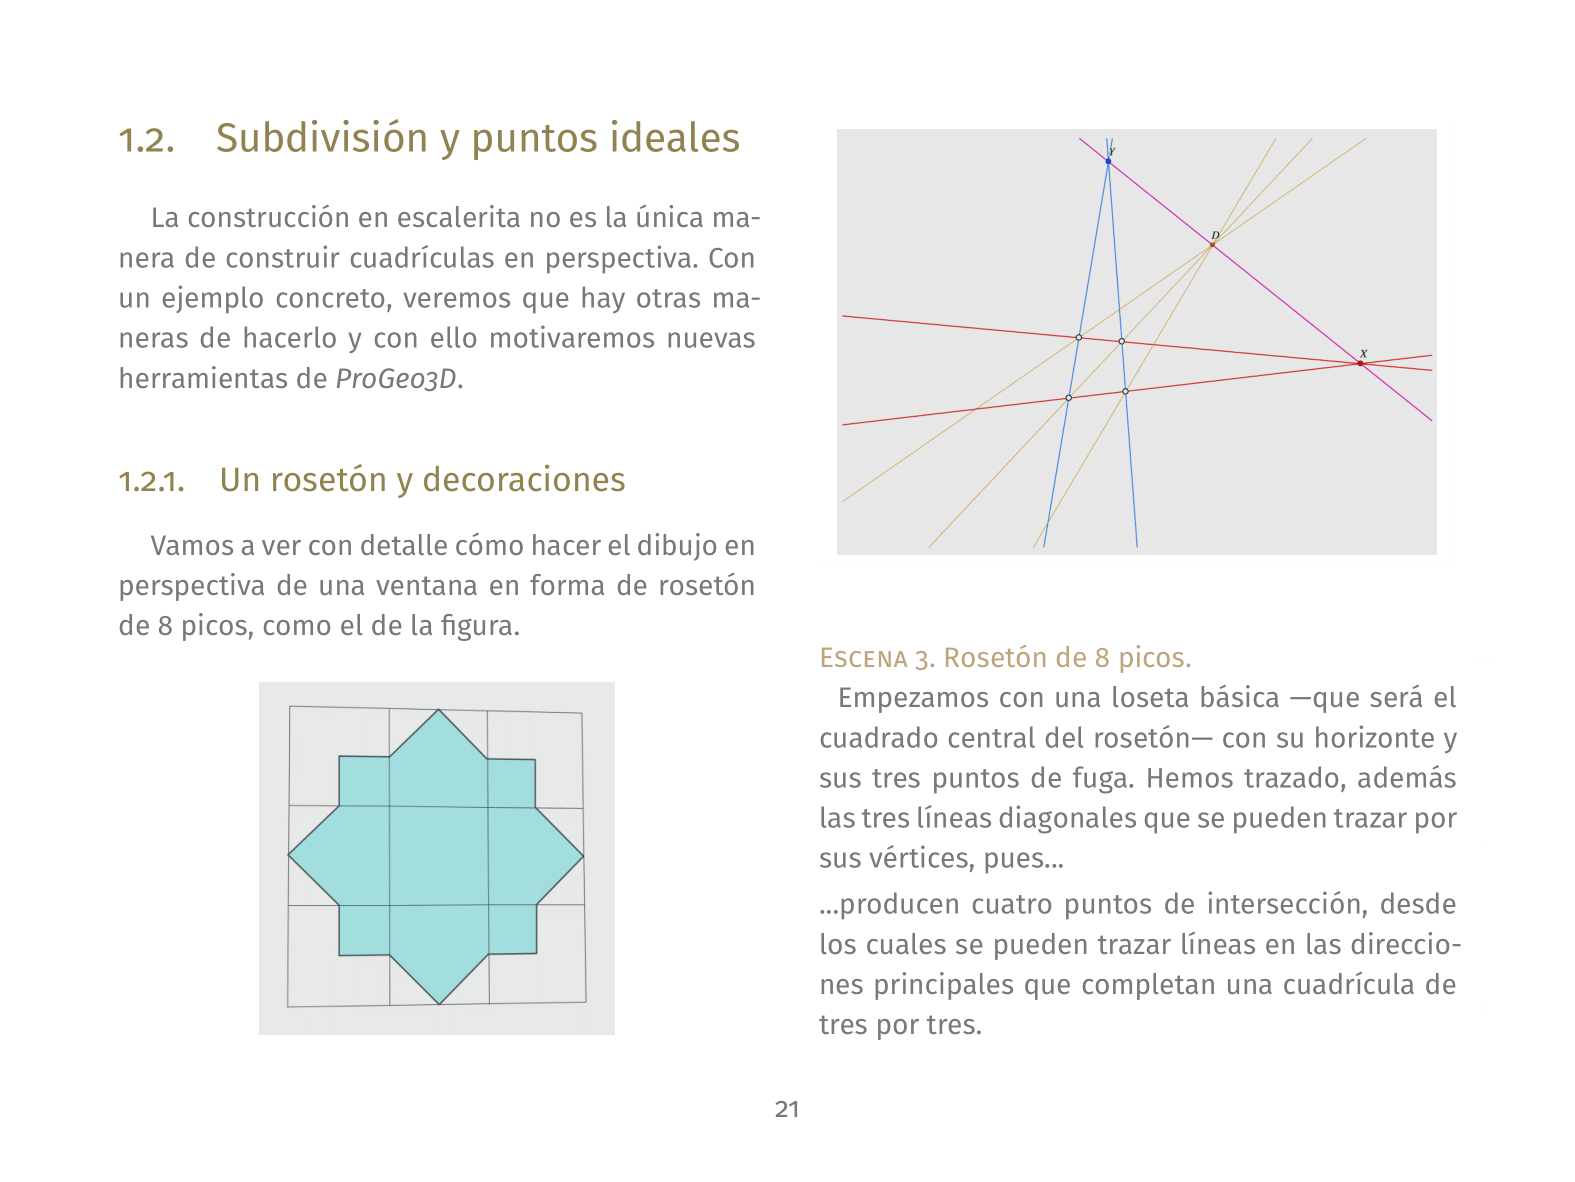 1.2. Subdivisión y puntos ideales
La construcción en escalerita no es la única ma-
nera de construir cuadrículas en perspectiva. Con
un ejemplo concreto, veremos que hay otras ma-
neras de hacerlo y con ello motivaremos nuevas
herramientas de ProGeo3D.
1.2.1. Un rosetón y decoraciones
Vamos a ver con detalle cómo hacer el dibujo en
perspectiva de una ventana en forma de rosetón
de 8 picos, como el de la figura.
Y
D
X
Escena 3. Rosetón de 8 picos.
Empezamos con una loseta básica —que será el
cuadrado central del rosetón— con su horizonte y
sus tres puntos de fuga. Hemos trazado, además
las tres líneas diagonales que se pueden trazar por
sus vértices, pues...
...producen cuatro puntos de intersección, desde
los cuales se pueden trazar líneas en las direccio-
nes principales que completan una cuadrícula de
tres por tres.
21